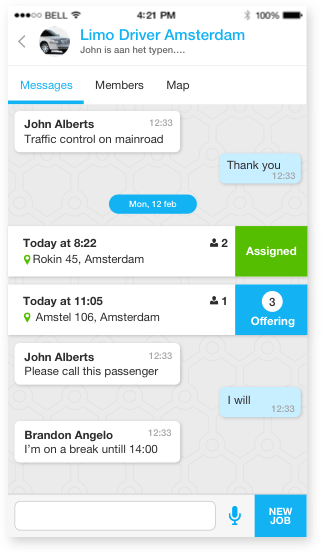 BELL 4:21 PM 100%
Limo Driver Amsterdam
John is aan het typen....
Messages Members Map
John Alberts 12:33
Traffic control on mainroad
Thank you
12:33
Mon, 12 feb
Today at 8:22 2
Rokin 45, Amsterdam
Assigned
Today at 11:05 1
Amstel 106, Amsterdam
3
Offering
John Alberts 12:33
Please call this passenger
I will
12:33
Brandon Angelo 12:33
I'm on a break untill 14:00
NEW
JOB